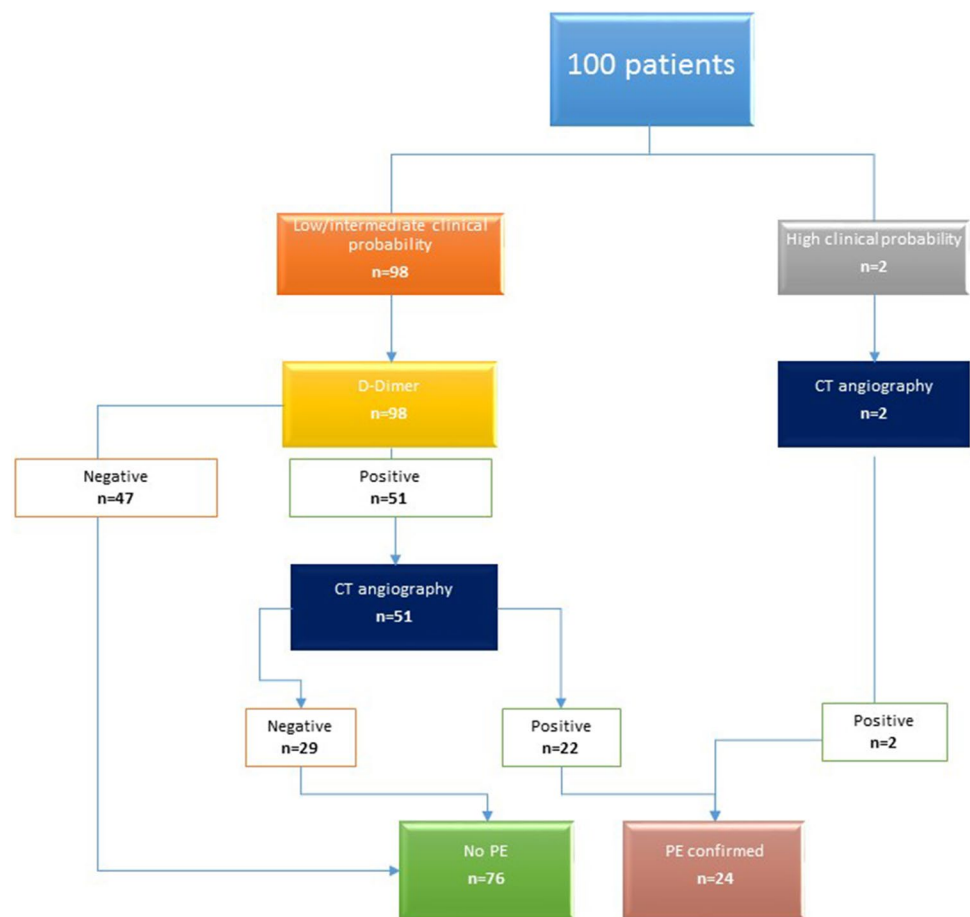 100 patients
Low/intermediate clinical
probability
n=98
High clinical probability
n=2
D-Dimer
n=98
CT angiography
n=2
Negative
n=47
Positive
n=51
CT angiography
n=51
Negative
n=29
Positive
n=22
Positive
n=2
No PE
n=76
PE confirmed
n=24